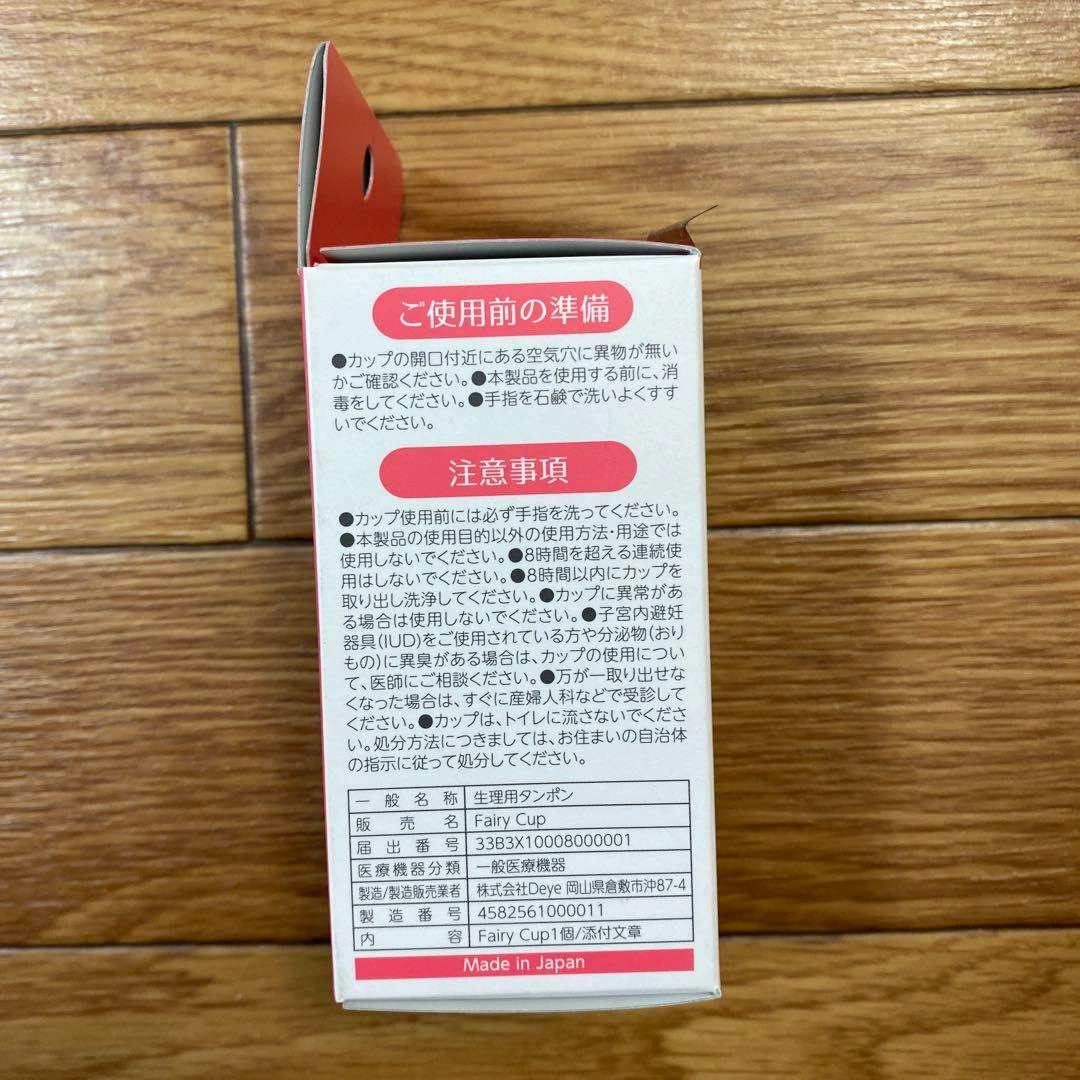 ご使用前の準備
●カップの開口付近にある空気穴に異物が無い
かご確認ください。●本製品を使用する前に、消
毒をしてください。●手指を石鹸で洗いよくすす
いでください。
注意事項
●カップ使用前には必ず手指を洗ってください。
●本製品の使用目的以外の使用方法・用途では
使用しないでください。●8時間を超える連続使
用はしないでください。●8時間以内にカップを
取り出し洗浄してください。●カップに異常があ
る場合は使用しないでください。●子宮内避妊
器具(IUD)をご使用されている方や分泌物(おり
もの)に異臭がある場合は、カップの使用につい
て、医師にご相談ください。●万が一取り出せな
くなった場合は、すぐに産婦人科などで受診して
ください。●カップは、トイレに流さないでくださ
い。処分方法につきましては、お住まいの自治体
の指示に従って処分してください。
一般名称 生理用タンポン
販売名 Fairy Cup
届出番号 33B3X10008000001
医療機器分類 一般医療機器
製造/製造販売業者 株式会社Deye 岡山県倉敷市沖87-4
製造番号 4582561000011
内容 Fairy Cup1個/添付文章
Made in Japan